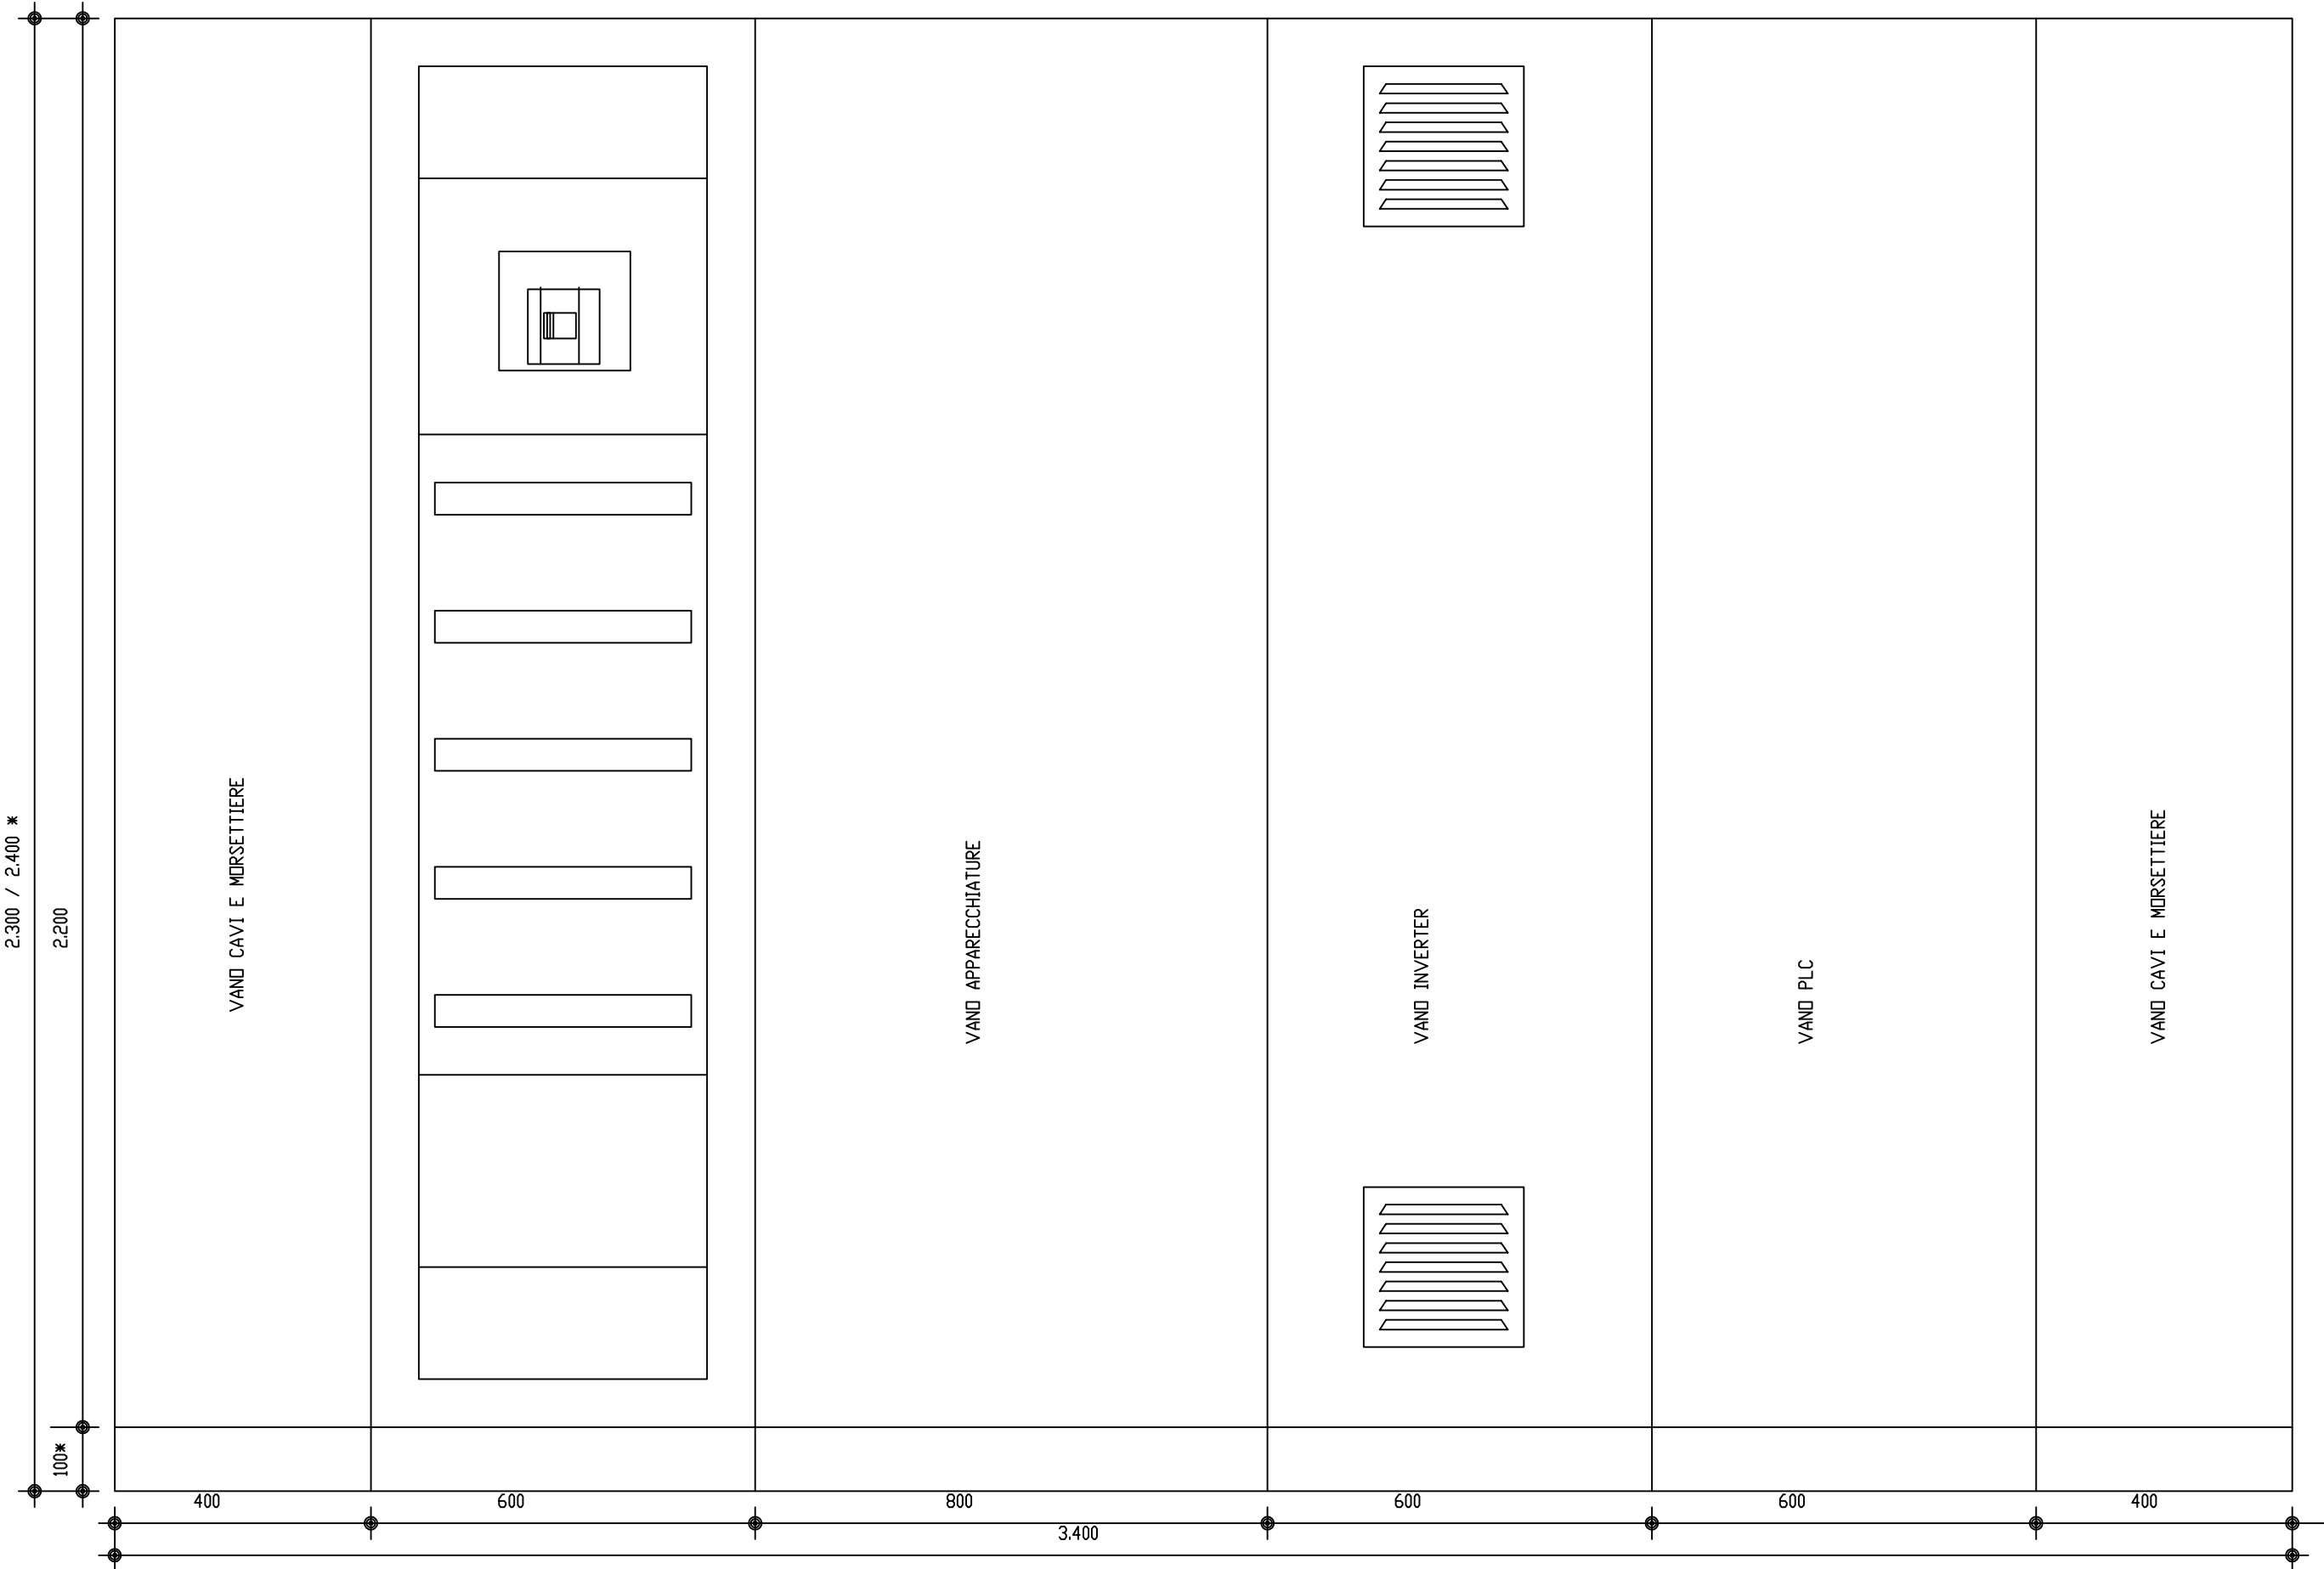 2.300 / 2.400 *
2.200
100*
VANO CAVI E MORSETTIERE
VANO APPARECCHIATURE
VANO INVERTER
VANO PLC
VANO CAVI E MORSETTIERE
400
600
800
600
600
400
3.400